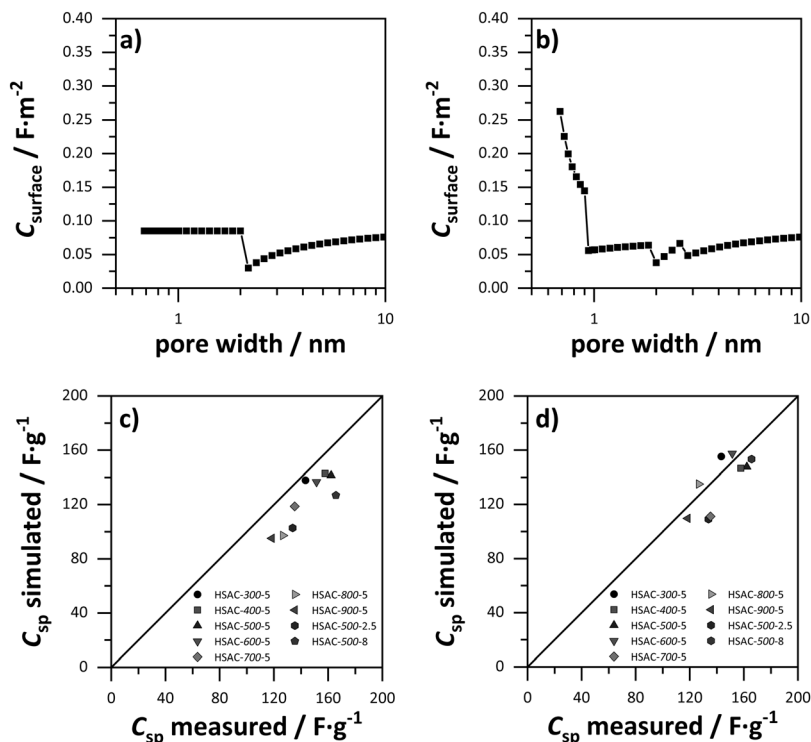 a)
0.40
0.35
0.30
0.25
0.20
0.15
0.10
0.05
0.00
C_surface / F·m⁻²
1
10
pore width / nm
b)
0.40
0.35
0.30
0.25
0.20
0.15
0.10
0.05
0.00
C_surface / F·m⁻²
1
10
pore width / nm
c)
200
160
120
80
40
0
C_sp simulated / F·g⁻¹
HSAC-300-5
HSAC-400-5
HSAC-500-5
HSAC-600-5
HSAC-700-5
HSAC-800-5
HSAC-900-5
HSAC-500-2.5
HSAC-500-8
0 40 80 120 160 200
C_sp measured / F·g⁻¹
d)
200
160
120
80
40
0
C_sp simulated / F·g⁻¹
HSAC-300-5
HSAC-400-5
HSAC-500-5
HSAC-600-5
HSAC-700-5
HSAC-800-5
HSAC-900-5
HSAC-500-2.5
HSAC-500-8
0 40 80 120 160 200
C_sp measured / F·g⁻¹